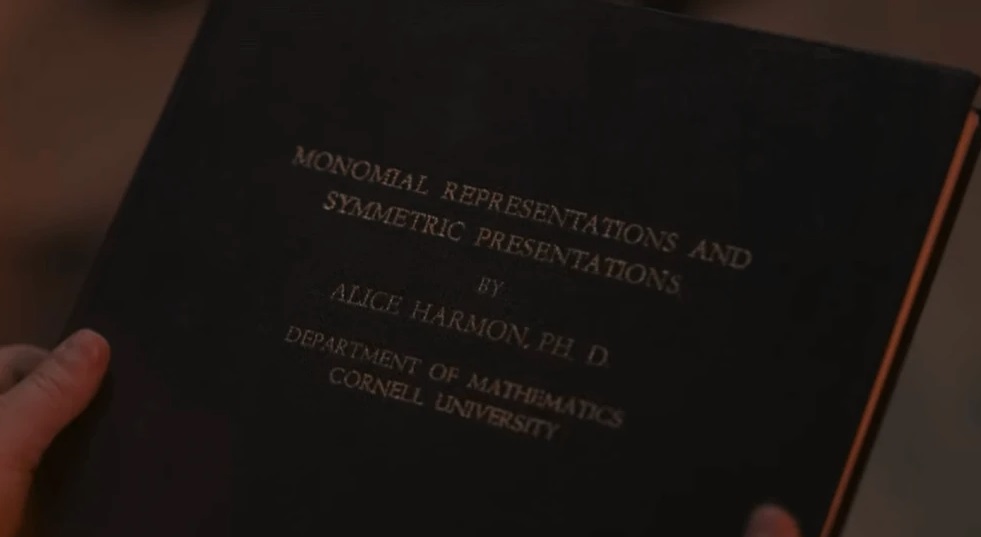 MONOMIAL REPRESENTATIONS AND
SYMMETRIC PRESENTATIONS
BY
ALICE HARMON, PH. D.
DEPARTMENT OF MATHEMATICS
CORNELL UNIVERSITY